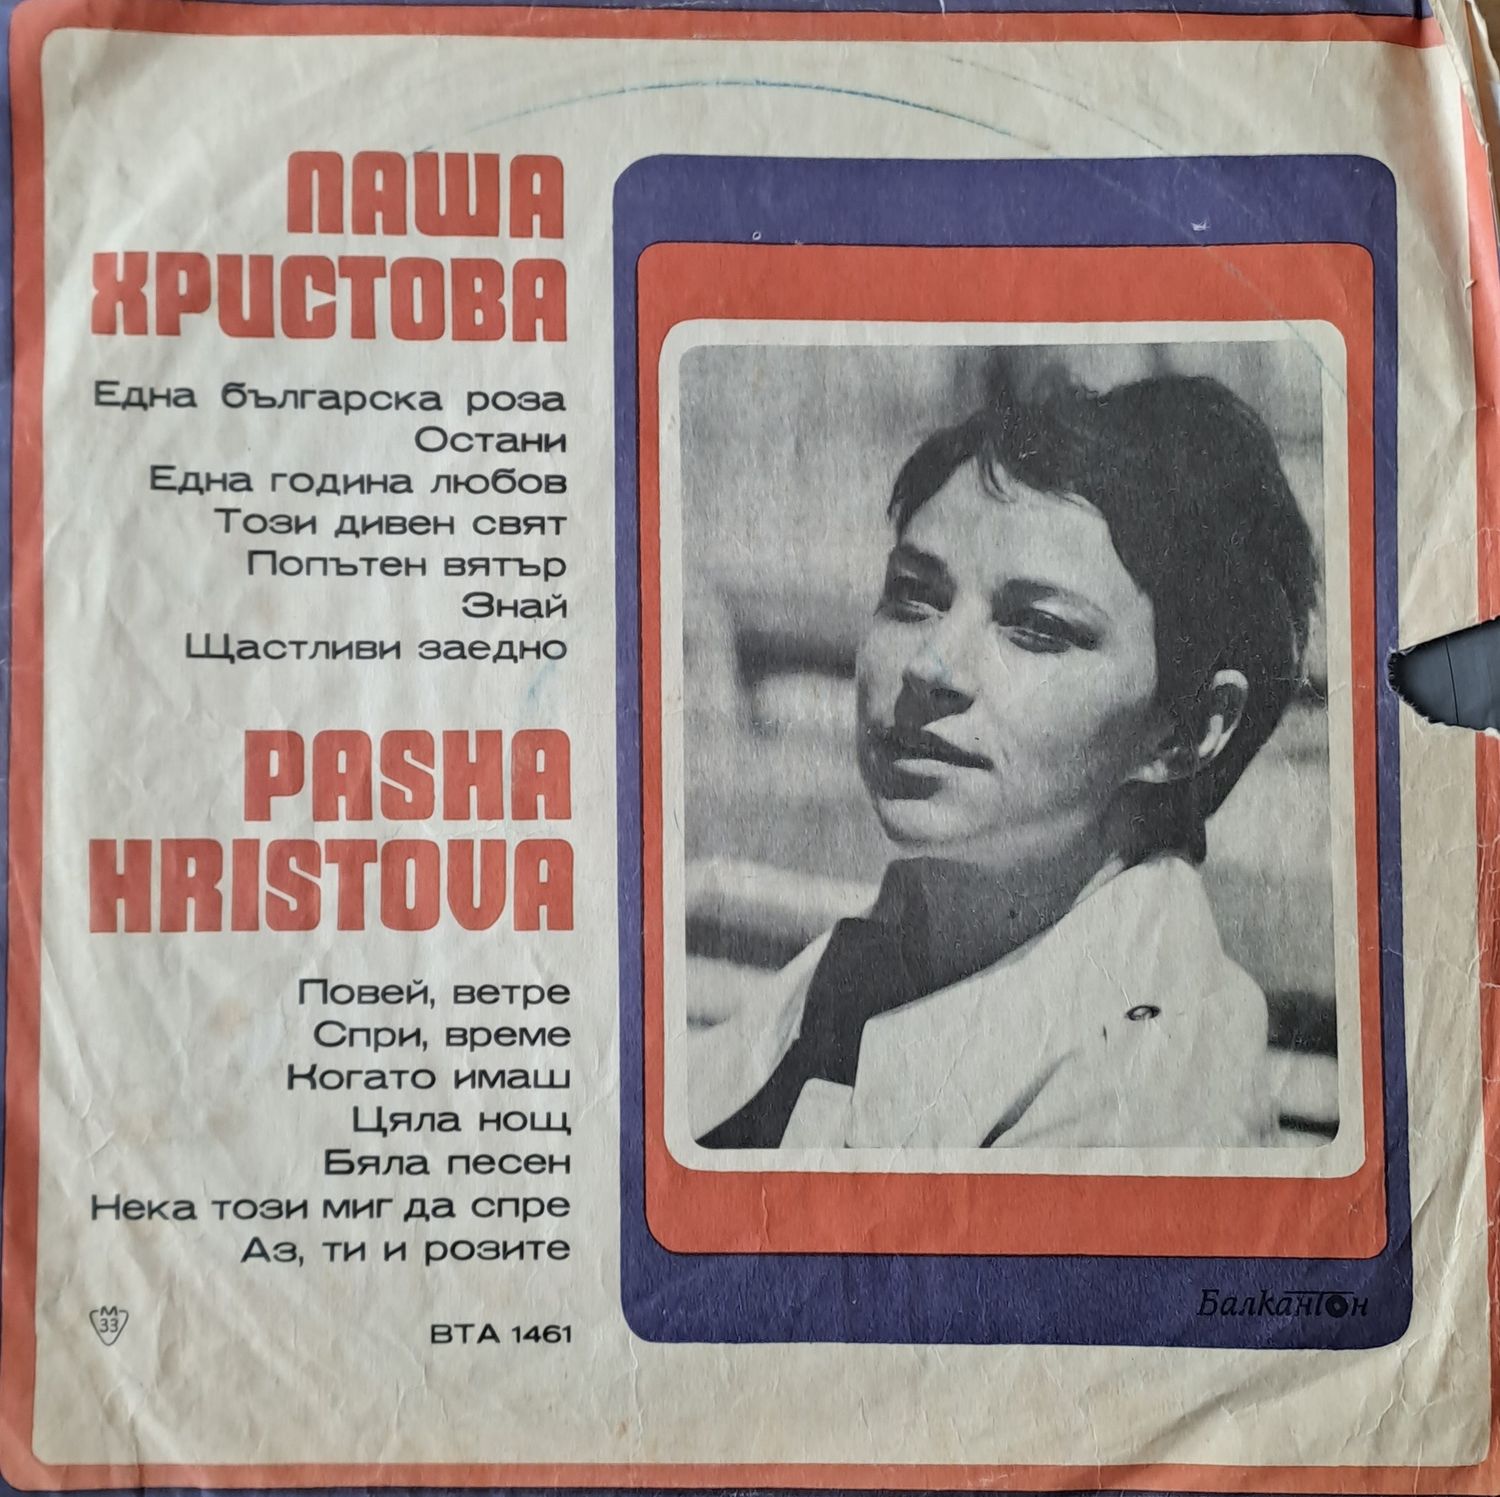 ПАША
ХРИСТОВА
Една българска роза
Остани
Една година любов
Този дивен свят
Попътен вятър
Знай
Щастливи заедно
PASHA
HRISTOVA
Повей, ветре
Спри, време
Когато имаш
Цяла нощ
Бяла песен
Нека този миг да спре
Аз, ти и розите
М
33
ВТА 1461
Балкантон